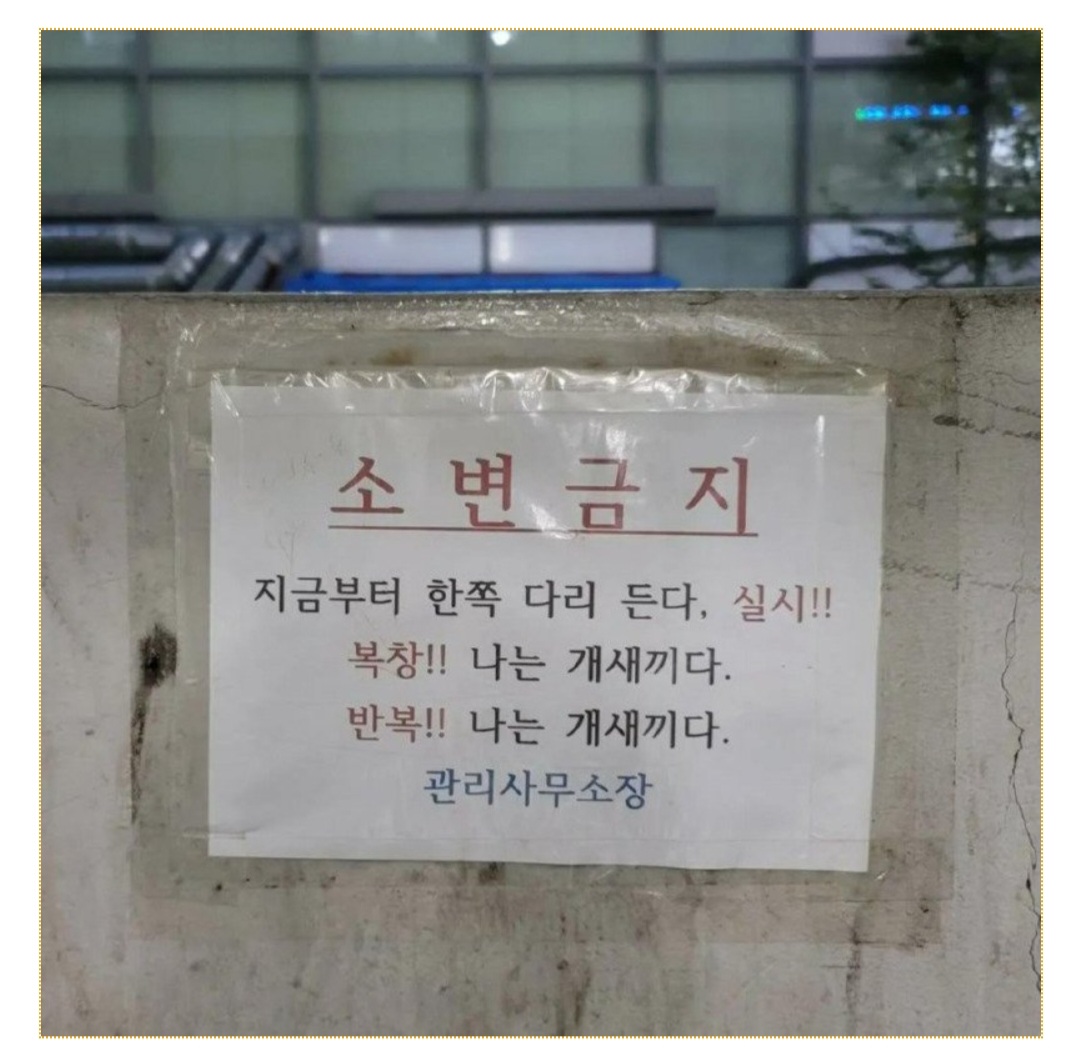 소변금지
지금부터 한쪽 다리 든다, 실시!!
복창!! 나는 개새끼다.
반복!! 나는 개새끼다.
관리사무소장